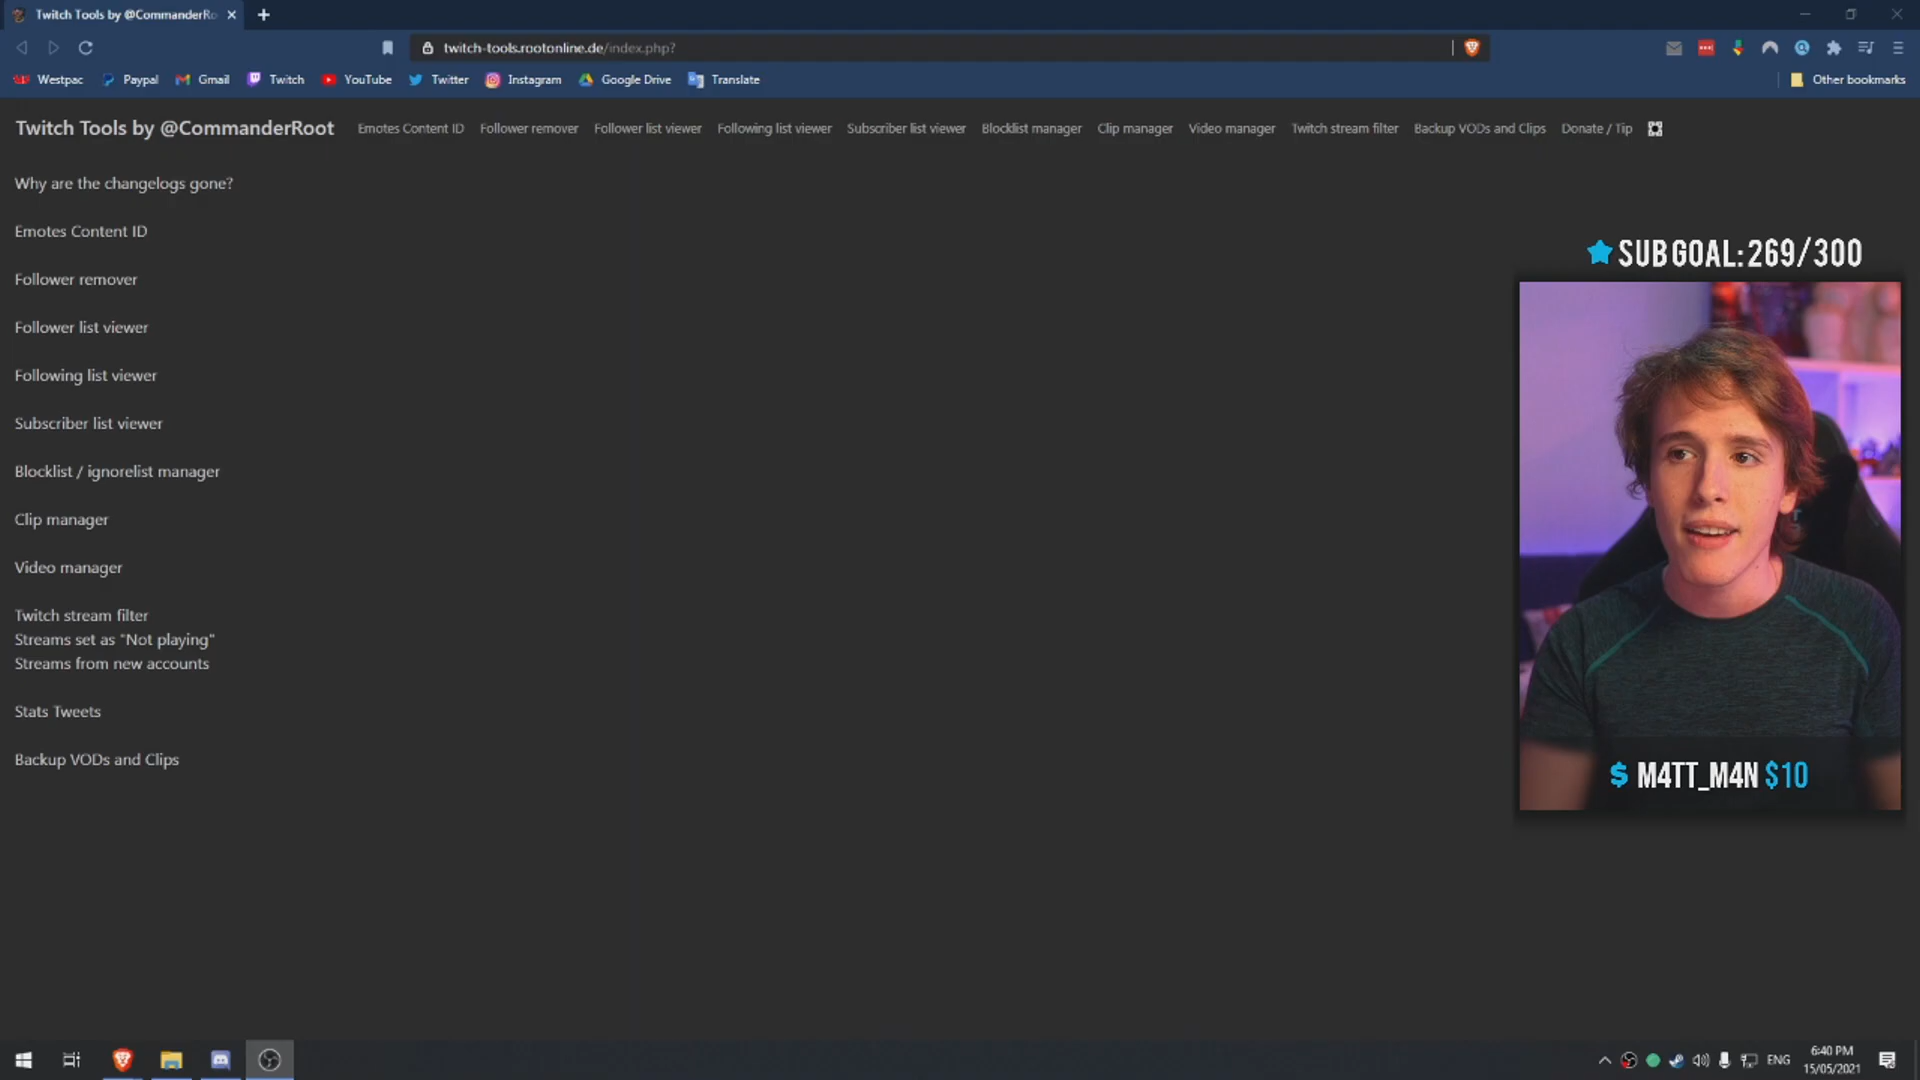 Twitch Tools by @CommanderRo
twitch-tools.rootonline.de/index.php?
Westpac
Paypal
Gmail
Twitch
YouTube
Twitter
Instagram
Google Drive
Translate
Other bookmarks
Twitch Tools by @CommanderRoot
Emotes Content ID
Follower remover
Follower list viewer
Following list viewer
Subscriber list viewer
Blocklist manager
Clip manager
Video manager
Twitch stream filter
Backup VODs and Clips
Donate / Tip
Why are the changelogs gone?
Emotes Content ID
Follower remover
Follower list viewer
Following list viewer
Subscriber list viewer
Blocklist / ignorelist manager
Clip manager
Video manager
Twitch stream filter
Streams set as "Not playing"
Streams from new accounts
Stats Tweets
Backup VODs and Clips
SUB GOAL: 269/300
$ M4TT_M4N $10
ENG
6:40 PM
15/05/2021